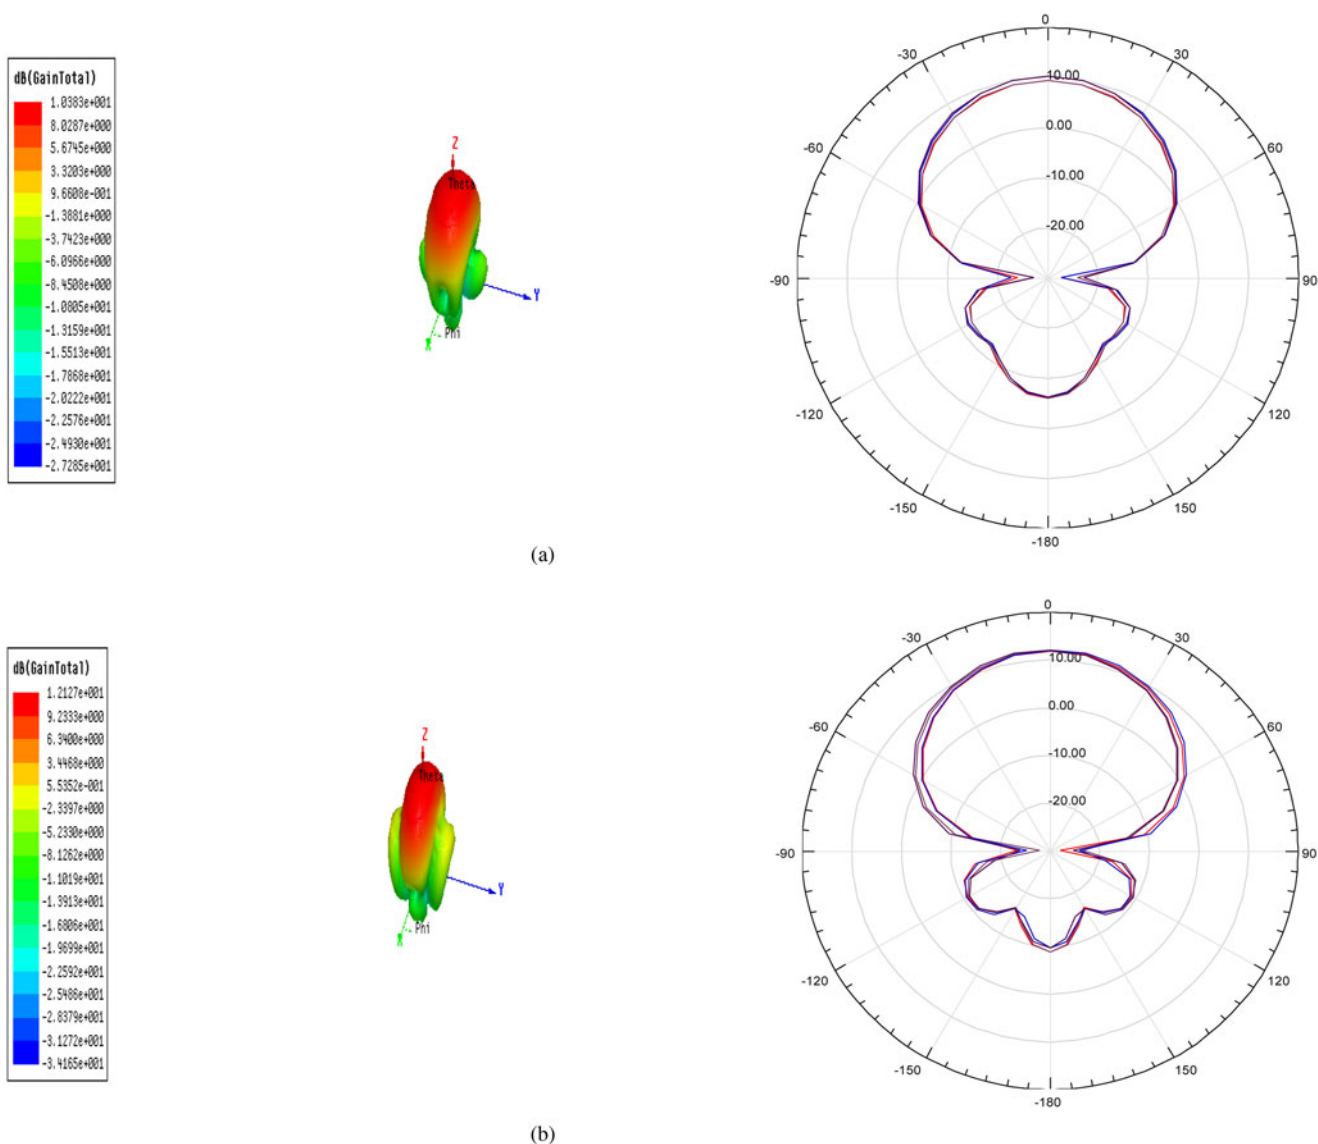 dB(GainTotal)
1.0383e+001
8.0287e+000
5.6745e+000
3.3203e+000
9.6608e-001
-1.3881e+000
-3.7423e+000
-6.0966e+000
-8.4508e+000
-1.0805e+001
-1.3159e+001
-1.5513e+001
-1.7868e+001
-2.0222e+001
-2.2576e+001
-2.4930e+001
-2.7285e+001
Z
Theta
Y
X
Phi
0
-30
30
10.00
0.00
-60
60
-10.00
-20.00
-90
90
-120
120
-150
150
-180
(a)
dB(GainTotal)
1.2127e+001
9.2333e+000
6.3400e+000
3.4468e+000
5.5352e-001
-2.3397e+000
-5.2330e+000
-8.1262e+000
-1.1019e+001
-1.3913e+001
-1.6806e+001
-1.9699e+001
-2.2592e+001
-2.5486e+001
-2.8379e+001
-3.1272e+001
-3.4165e+001
Z
Theta
Y
X
Phi
0
-30
30
10.00
0.00
-60
60
-10.00
-20.00
-90
90
-120
120
-150
150
-180
(b)